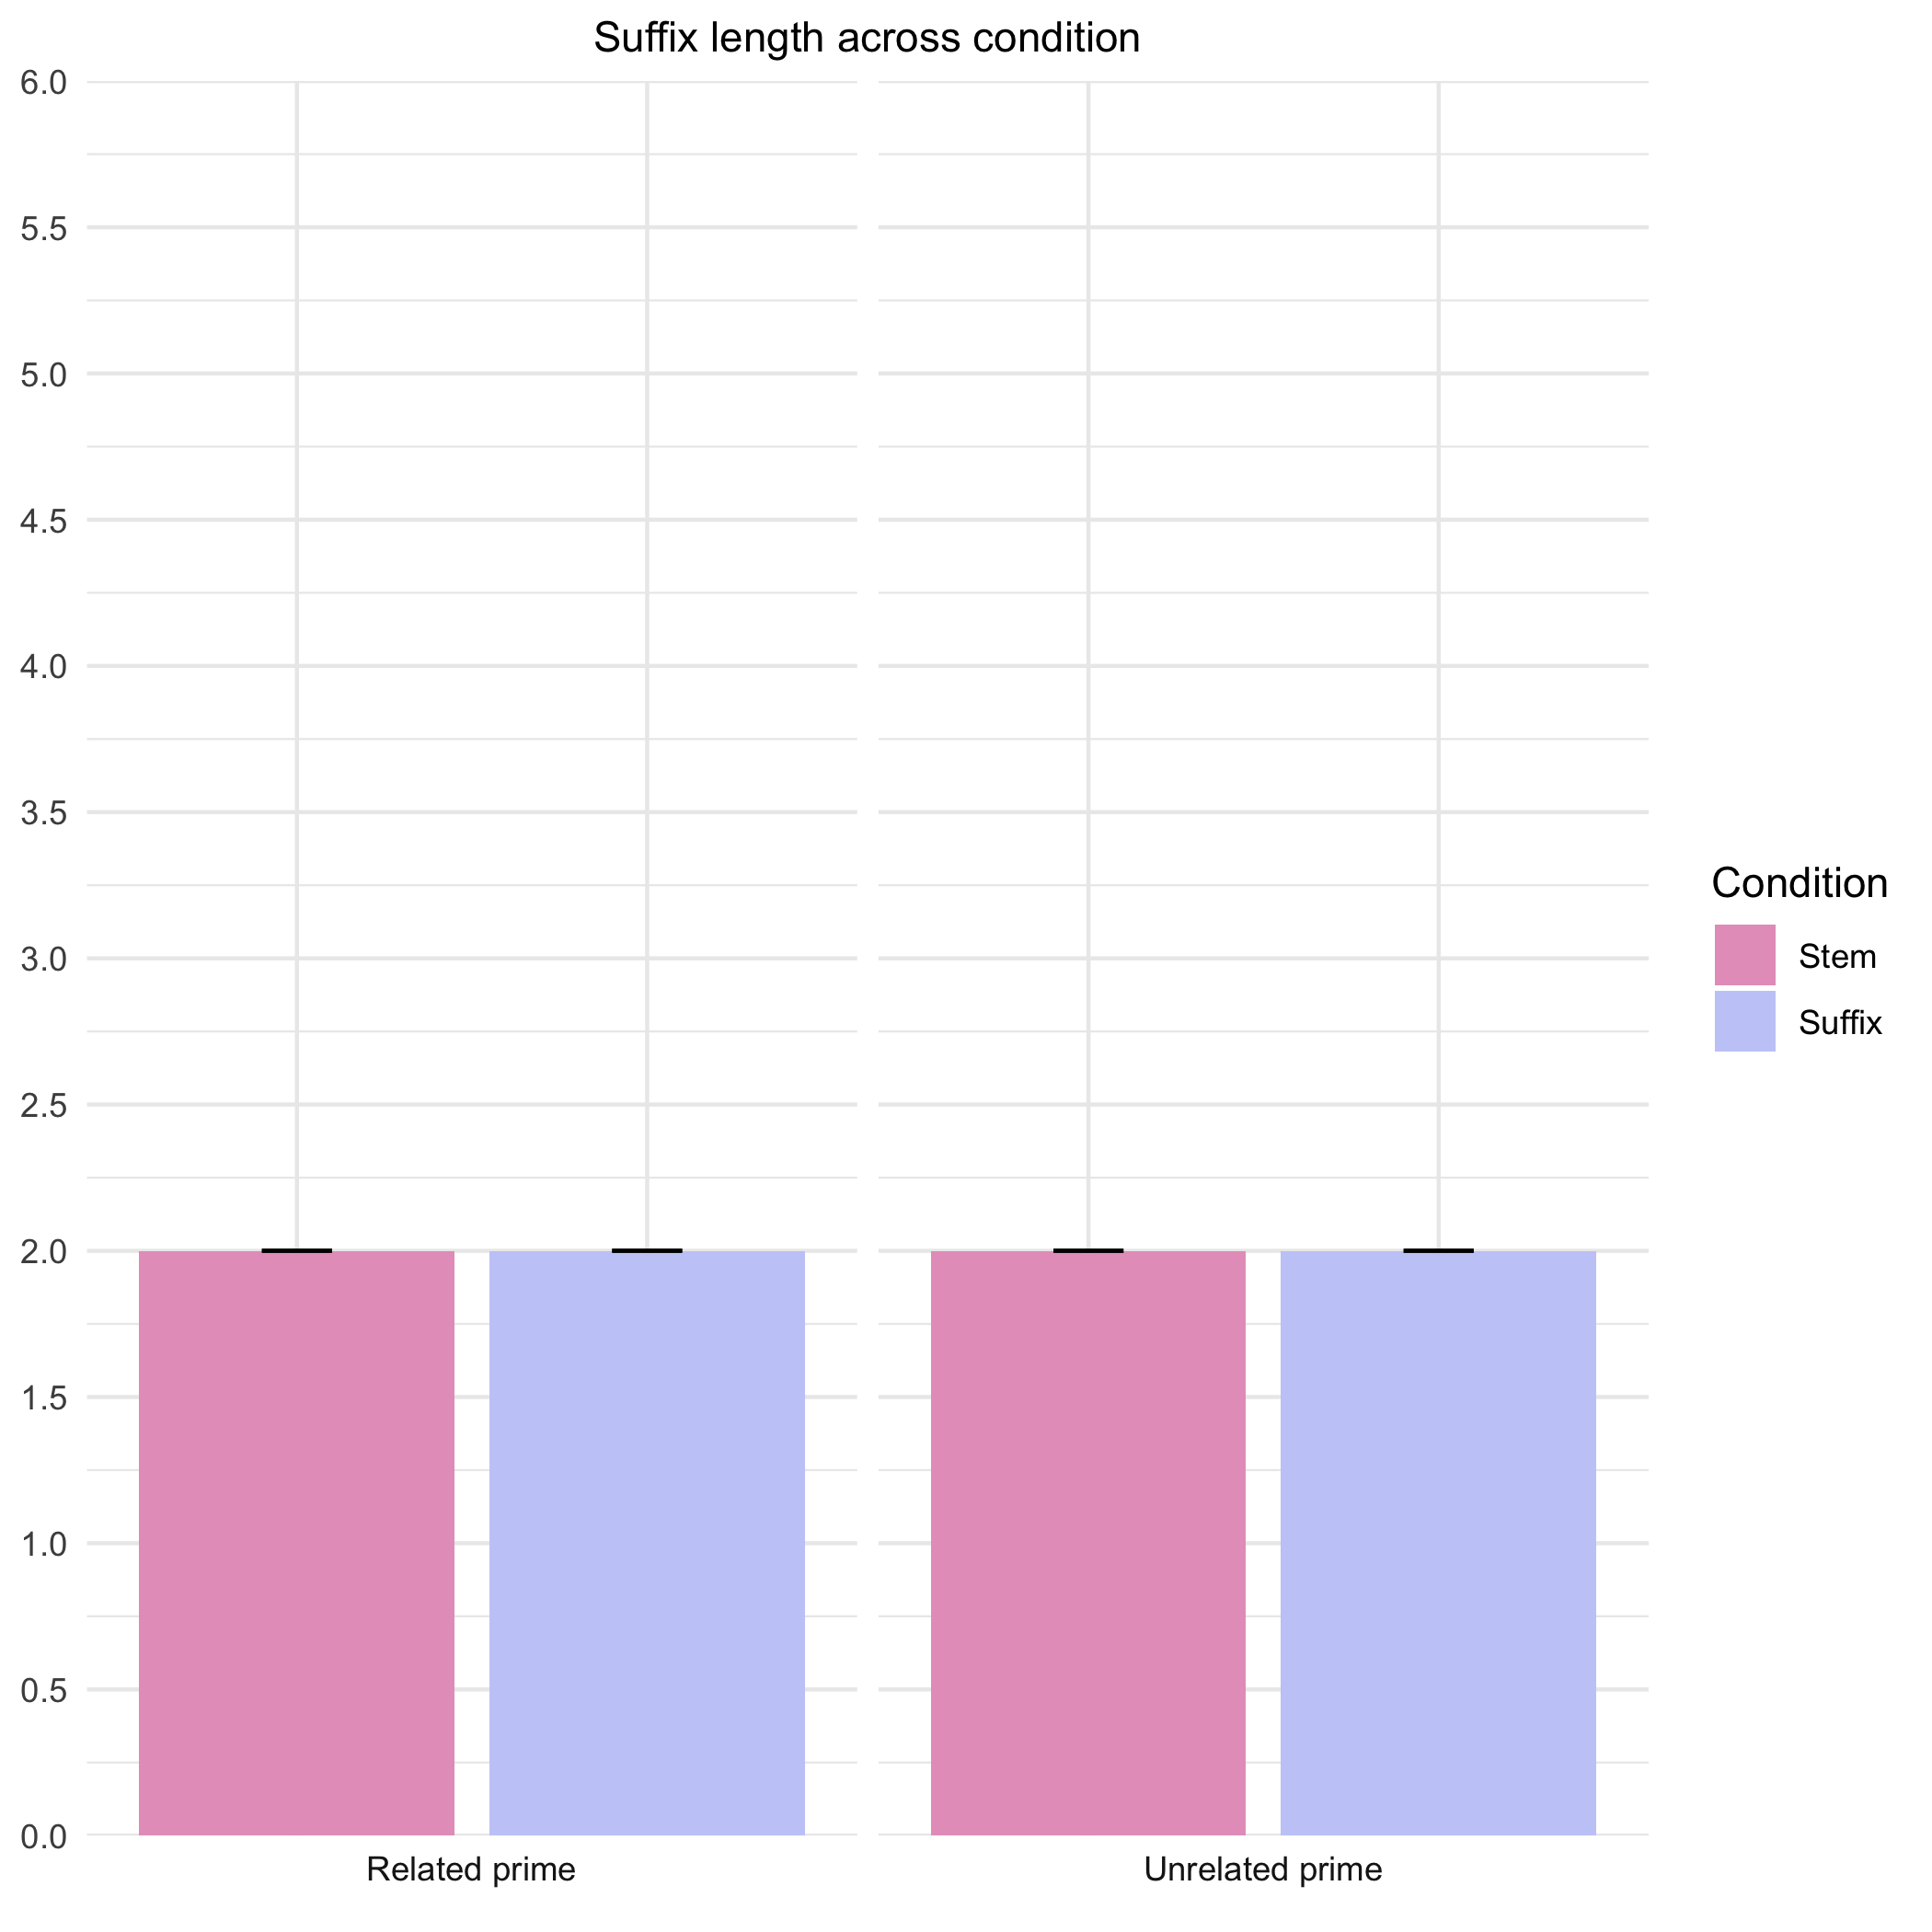 Suffix length across condition
6.0
5.5
5.0
4.5
4.0
3.5
3.0
2.5
2.0
1.5
1.0
0.5
0.0
Related prime
Unrelated prime
Condition
Stem
Suffix